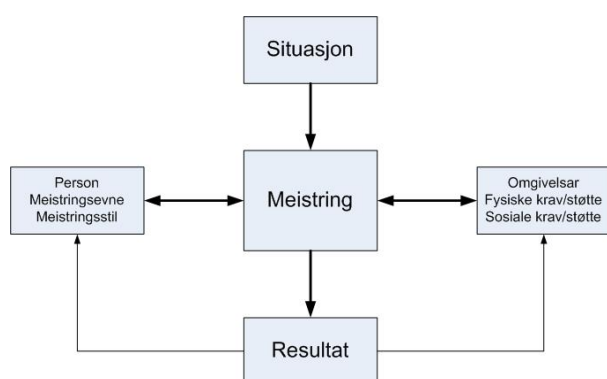 Situasjon
Person
Meistringsevne
Meistringsstil
Meistring
Omgivelsar
Fysiske krav/støtte
Sosiale krav/støtte
Resultat